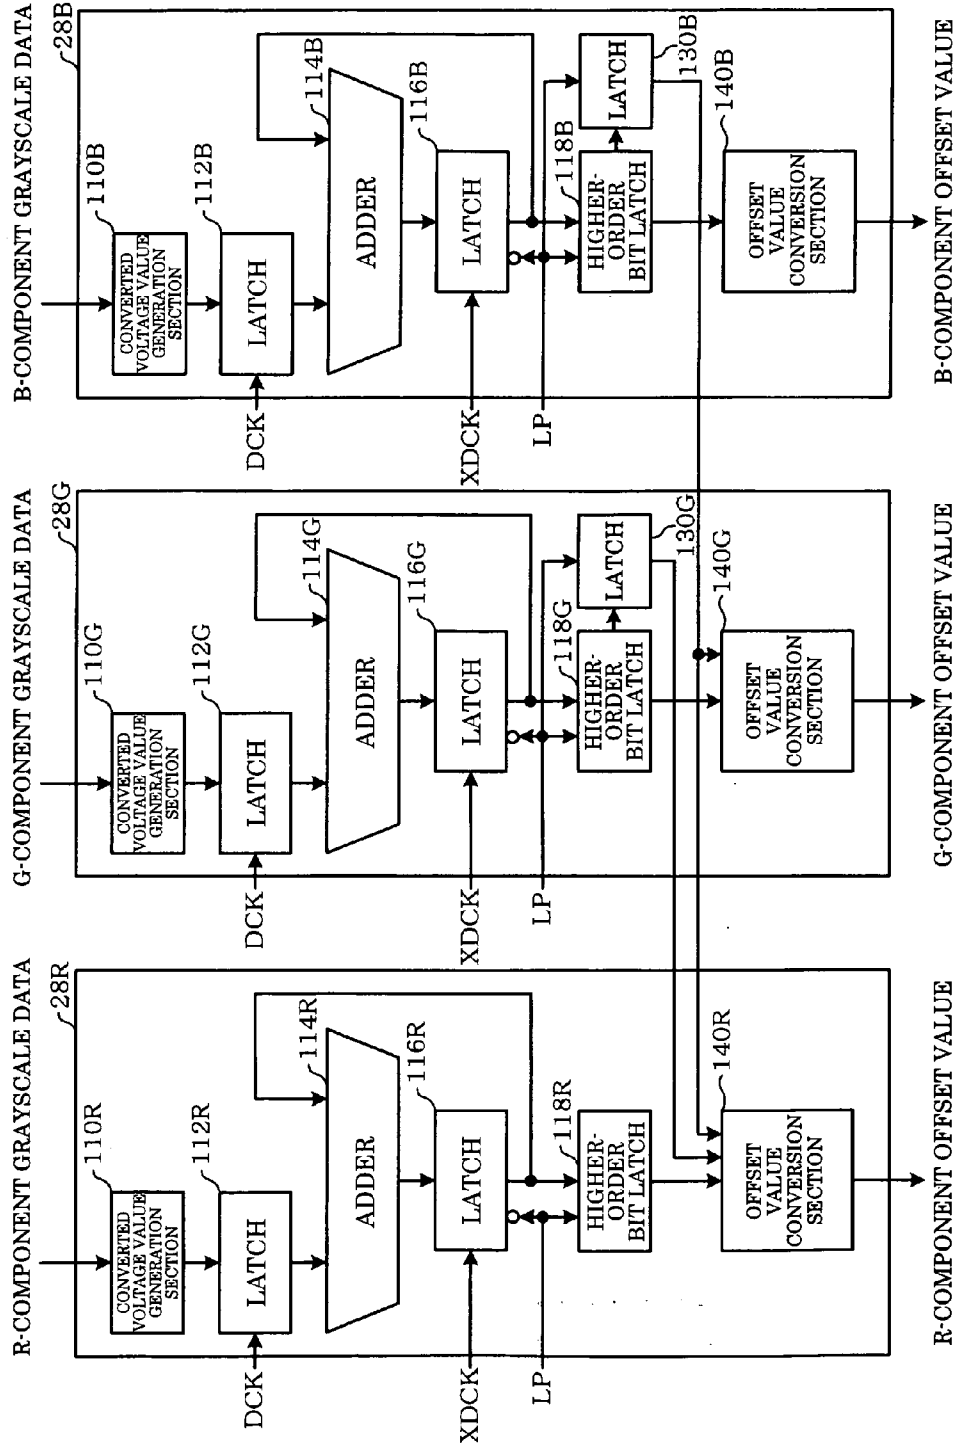 R-COMPONENT GRAYSCALE DATA
28R
110R
CONVERTED
VOLTAGE VALUE
GENERATION
SECTION
112R
LATCH
DCK
114R
ADDER
116R
LATCH
XDCK
LP
118R
HIGHER-
ORDER
BIT LATCH
140R
OFFSET
VALUE
CONVERSION
SECTION
R-COMPONENT OFFSET VALUE
G-COMPONENT GRAYSCALE DATA
28G
110G
CONVERTED
VOLTAGE VALUE
GENERATION
SECTION
112G
LATCH
DCK
114G
ADDER
116G
LATCH
XDCK
LP
118G
HIGHER-
ORDER
BIT LATCH
LATCH
130G
140G
OFFSET
VALUE
CONVERSION
SECTION
G-COMPONENT OFFSET VALUE
B-COMPONENT GRAYSCALE DATA
28B
110B
CONVERTED
VOLTAGE VALUE
GENERATION
SECTION
112B
LATCH
DCK
114B
ADDER
116B
LATCH
XDCK
LP
118B
HIGHER-
ORDER
BIT LATCH
LATCH
130B
140B
OFFSET
VALUE
CONVERSION
SECTION
B-COMPONENT OFFSET VALUE